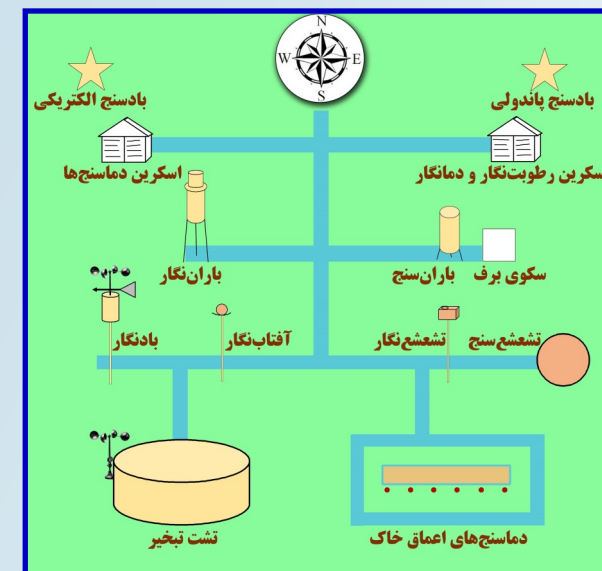 N
W E
S
بادسنج پاندولی
بادسنج الکتریکی
اسکرین رطوبت‌نگار و دمانگار
اسکرین دماسنج‌ها
سکوی برف
باران‌سنج
باران‌نگار
تشعشع‌سنج
تشعشع‌نگار
آفتاب‌نگار
بادنگار
دماسنج‌های اعماق خاک
تشت تبخیر